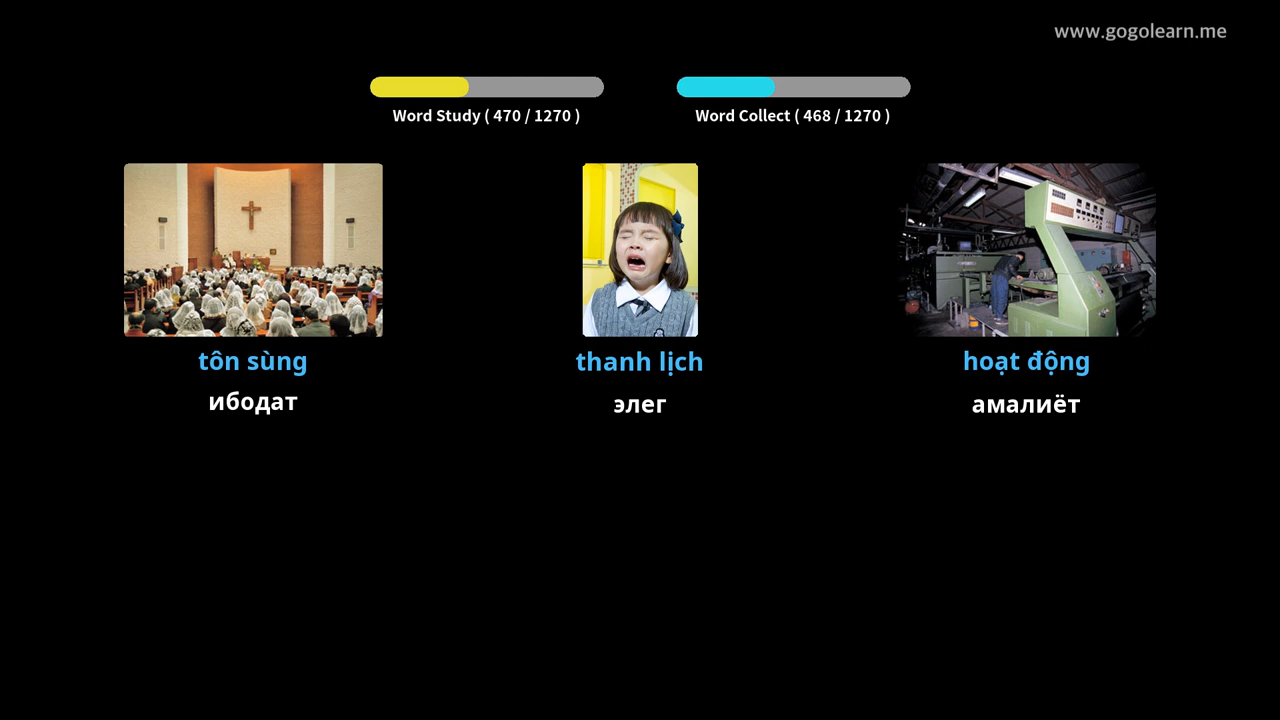 www.gogolearn.me
Word Study ( 470 / 1270 )
Word Collect ( 468 / 1270 )
tôn sùng
thanh lịch
hoạt động
ибодат
элег
амалиёт